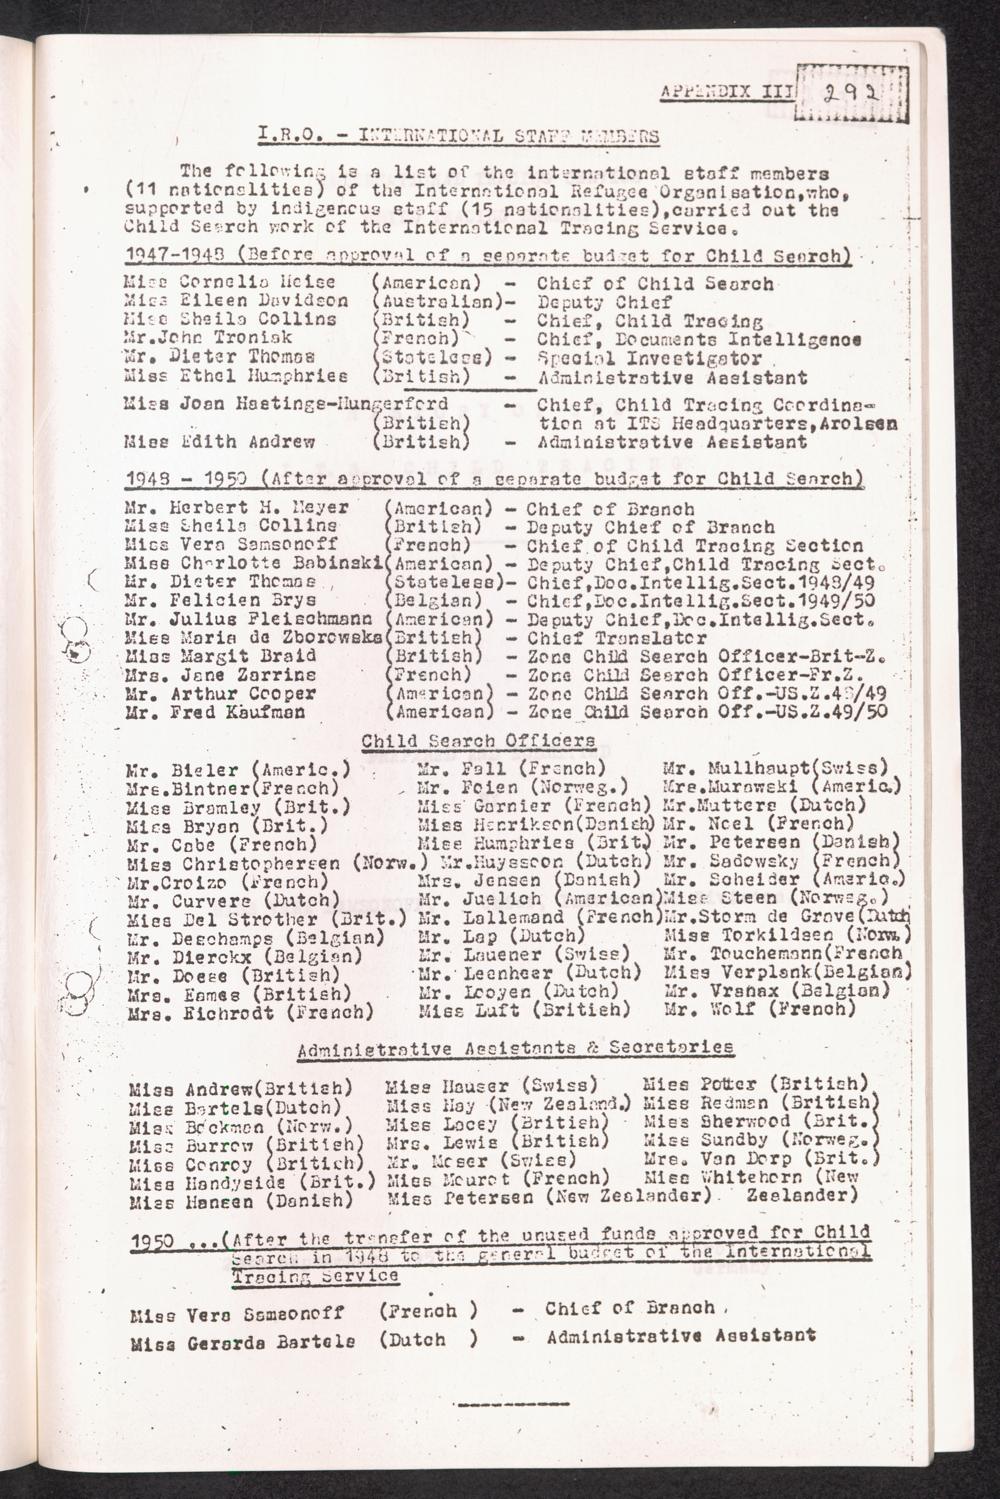 APPENDIX III
292
I.R.O. - INTERNATIONAL STAFF MEMBERS
The following is a list of the international staff members
(11 nationalities) of the International Refugee Organisation,who,
supported by indigenous staff (15 nationalities),carried out the
Child Search work of the International Tracing Service.
1947-1948 (Before approval of a separate budget for Child Search)
Miss Cornelia Heise (American) - Chief of Child Search
Miss Eileen Davidson (Australian)- Deputy Chief
Miss Sheila Collins (British) - Chief, Child Tracing
Mr.John Troniak (French) - Chief, Documents Intelligence
Mr. Dieter Thomas (Stateless) - Special Investigator
Miss Ethel Humphries (British) - Administrative Assistant
Miss Joan Hastings-Hungerford - Chief, Child Tracing Coordina-
(British) tion at ITS Headquarters,Arolsen
Miss Edith Andrew (British) - Administrative Assistant
1948 - 1950 (After approval of a separate budget for Child Search)
Mr. Herbert H. Meyer (American) - Chief of Branch
Miss Sheila Collins (British) - Deputy Chief of Branch
Miss Vera Samsonoff (French) - Chief of Child Tracing Section
Miss Charlotte Babinski(American) - Deputy Chief,Child Tracing Sect.
Mr. Dieter Thomas (Stateless)- Chief,Doc.Intellig.Sect.1948/49
Mr. Felicien Brys (Belgian) - Chief,Doc.Intellig.Sect.1949/50
Mr. Julius Fleischmann (American) - Deputy Chief,Doc.Intellig.Sect.
Miss Maria de Zborowska(British) - Chief Translator
Miss Margit Braid (British) - Zone Child Search Officer-Brit-Z.
Mrs. Jane Zarrina (French) - Zone Child Search Officer-Fr.Z.
Mr. Arthur Cooper (American) - Zone Child Search Off.-US.Z.48/49
Mr. Fred Kaufman (American) - Zone Child Search Off.-US.Z.49/50
Child Search Officers
Mr. Bieler (Americ.) Mr. Fall (French) Mr. Mullhaupt(Swiss)
Mrs.Bintner(French) Mr. Foien (Norweg.) Mrs.Murawski (Americ.)
Miss Bramley (Brit.) Miss Garnier (French) Mr.Mutters (Dutch)
Miss Bryan (Brit.) Miss Henrikson(Danish) Mr. Noel (French)
Mr. Cabe (French) Miss Humphries (Brit) Mr. Petersen (Danish)
Miss Christophersen (Norw.) Mr.Huyssoon (Dutch) Mr. Sadowsky (French)
Mr.Croizo (French) Mrs. Jensen (Danish) Mr. Scheider (Americ.)
Mr. Curvers (Dutch) Mr. Juelich (American)Miss Steen (Norweg.)
Miss Del Strother (Brit.) Mr. Lallemand (French)Mr.Storm de Grave(Dutch
Mr. Deschamps (Belgian) Mr. Lap (Dutch) Miss Torkildsen (Norw.)
Mr. Dierckx (Belgian) Mr. Lauener (Swiss) Mr. Touchemann(French
Mr. Doese (British) Mr. Leenheer (Dutch) Miss Verplank(Belgian)
Mrs. Eames (British) Mr. Looyen (Dutch) Mr. Vranax (Belgian)
Mrs. Eichrodt (French) Miss Luft (British) Mr. Wolf (French)
Administrative Assistants & Secretaries
Miss Andrew(British) Miss Hauser (Swiss) Miss Potter (British)
Miss Bartels(Dutch) Miss Hay (New Zealand.) Miss Redman (British)
Miss Böckman (Norw.) Miss Lacey (British) Miss Sherwood (Brit.)
Miss Burrow (British) Mrs. Lewis (British) Miss Sundby (Norweg.)
Miss Conroy (British) Mr. Moser (Swiss) Mrs. Van Dorp (Brit.)
Miss Handyside (Brit.) Miss Mouret (French) Miss Whitehorn (New
Miss Hansen (Danish) Miss Petersen (New Zealander) Zealander)
1950 ...(After the transfer of the unused funds approved for Child
Search in 1948 to the general budget of the International
Tracing Service
Miss Vera Samsonoff (French ) - Chief of Branch
Miss Gerarda Bartels (Dutch ) - Administrative Assistant